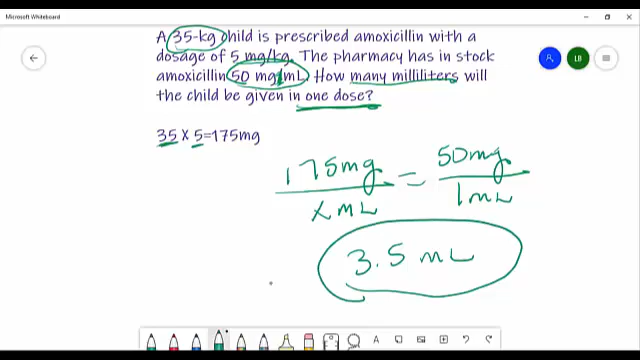 Microsoft Whiteboard
A 35-kg child is prescribed amoxicillin with a
dosage of 5 mg/kg. The pharmacy has in stock
amoxicillin 50 mg/mL. How many milliliters will
the child be given in one dose?
LB
35 X 5=175mg
175mg = 50mg
x mL 1mL
3.5 mL
A